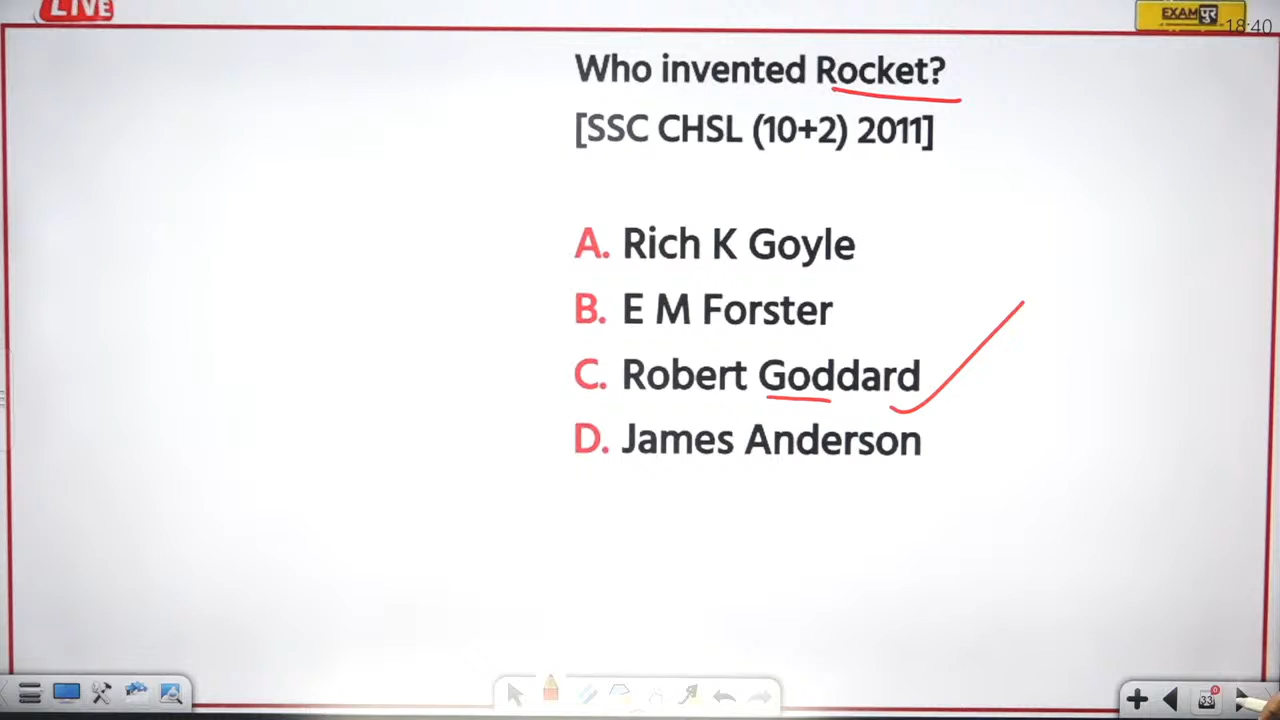 LIVE
EXAM पुर
18:40
Who invented Rocket?
[SSC CHSL (10+2) 2011]
A. Rich K Goyle
B. E M Forster
C. Robert Goddard
D. James Anderson
33